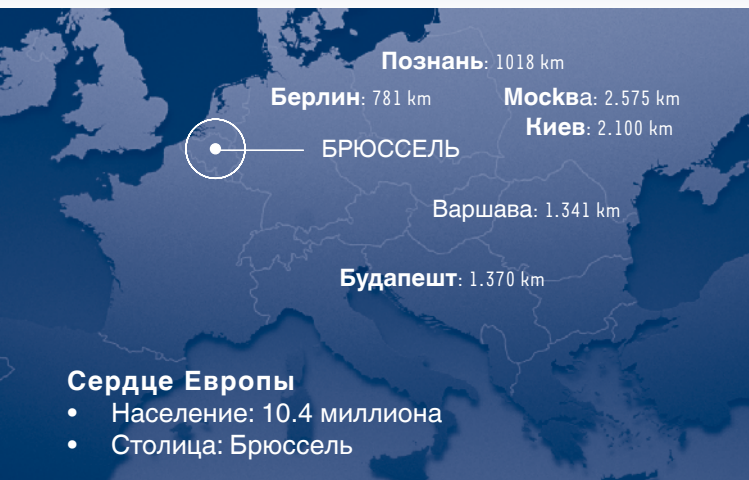 Познань: 1018 km
Берлин: 781 km
Москва: 2.575 km
Киев: 2.100 km
БРЮССЕЛЬ
Варшава: 1.341 km
Будапешт: 1.370 km
Сердце Европы
• Население: 10.4 миллиона
• Столица: Брюссель